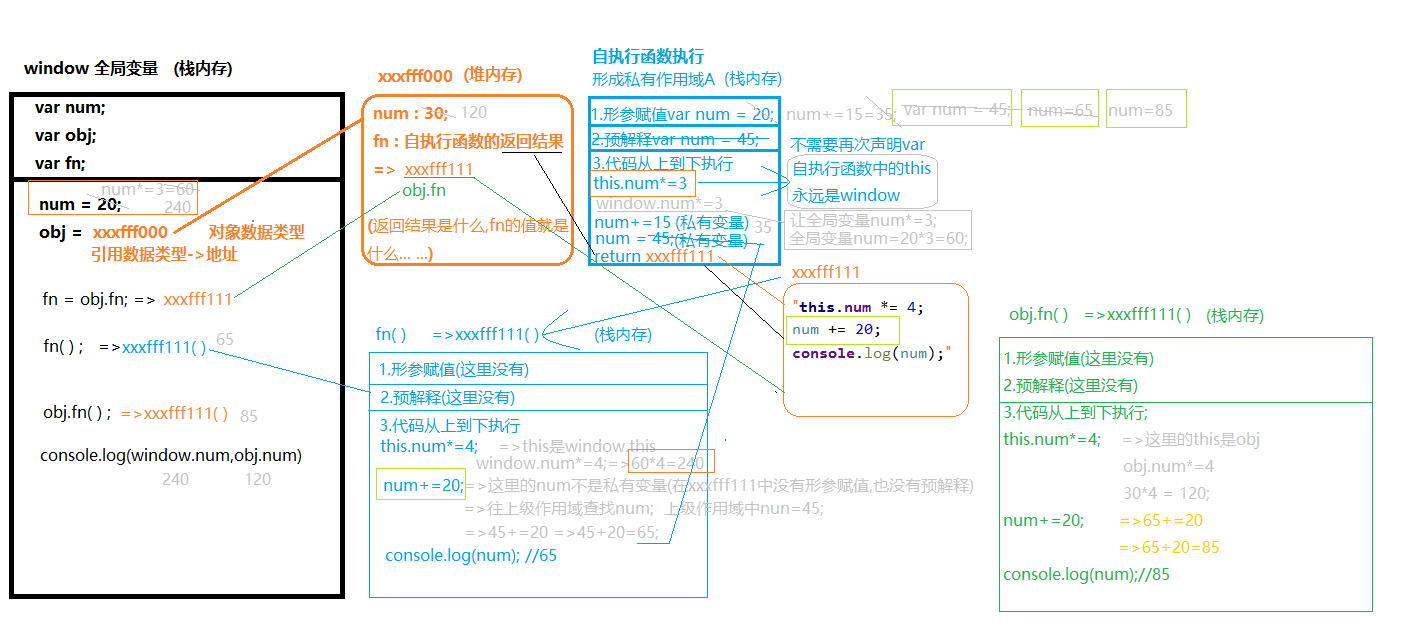 window 全局变量 (栈内存)
var num;
var obj;
var fn;
num*=3=60
num = 20; 240
obj = xxxfff000 对象数据类型
引用数据类型->地址
fn = obj.fn; => xxxfff111
fn( ) ; =>xxxfff111( ) 65
obj.fn( ) ; =>xxxfff111( ) 85
console.log(window.num,obj.num)
240 120
xxxfff000 (堆内存)
num : 30; 120
fn : 自执行函数的返回结果
=> xxxfff111
obj.fn
(返回结果是什么,fn的值就是
什么... ...)
自执行函数执行
形成私有作用域A (栈内存)
1.形参赋值var num = 20; num+=15=35; var num = 45; num=65 num=85
2.预解释var num = 45;
3.代码从上到下执行
this.num*=3
window.num*=3
num+=15 (私有变量) 35
num = 45;(私有变量)
return xxxfff111
不需要再次声明var
自执行函数中的this
永远是window
让全局变量num*=3;
全局变量num=20*3=60;
xxxfff111
"this.num *= 4;
num += 20;
console.log(num);"
fn( ) =>xxxfff111( ) (栈内存)
1.形参赋值(这里没有)
2.预解释(这里没有)
3.代码从上到下执行
this.num*=4; =>this是window.this
window.num*=4;=>60*4=240
num+=20;=>这里的num不是私有变量(在xxxfff111中没有形参赋值,也没有预解释)
=>往上级作用域查找num; 上级作用域中nun=45;
=>45+=20 =>45+20=65;
console.log(num); //65
obj.fn( ) =>xxxfff111( ) (栈内存)
1.形参赋值(这里没有)
2.预解释(这里没有)
3.代码从上到下执行;
this.num*=4; =>这里的this是obj
obj.num*=4
30*4 = 120;
num+=20; =>65+=20
=>65+20=85
console.log(num);//85